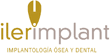 ilerimplant
IMPLANTOLOGÍA ÓSEA Y DENTAL